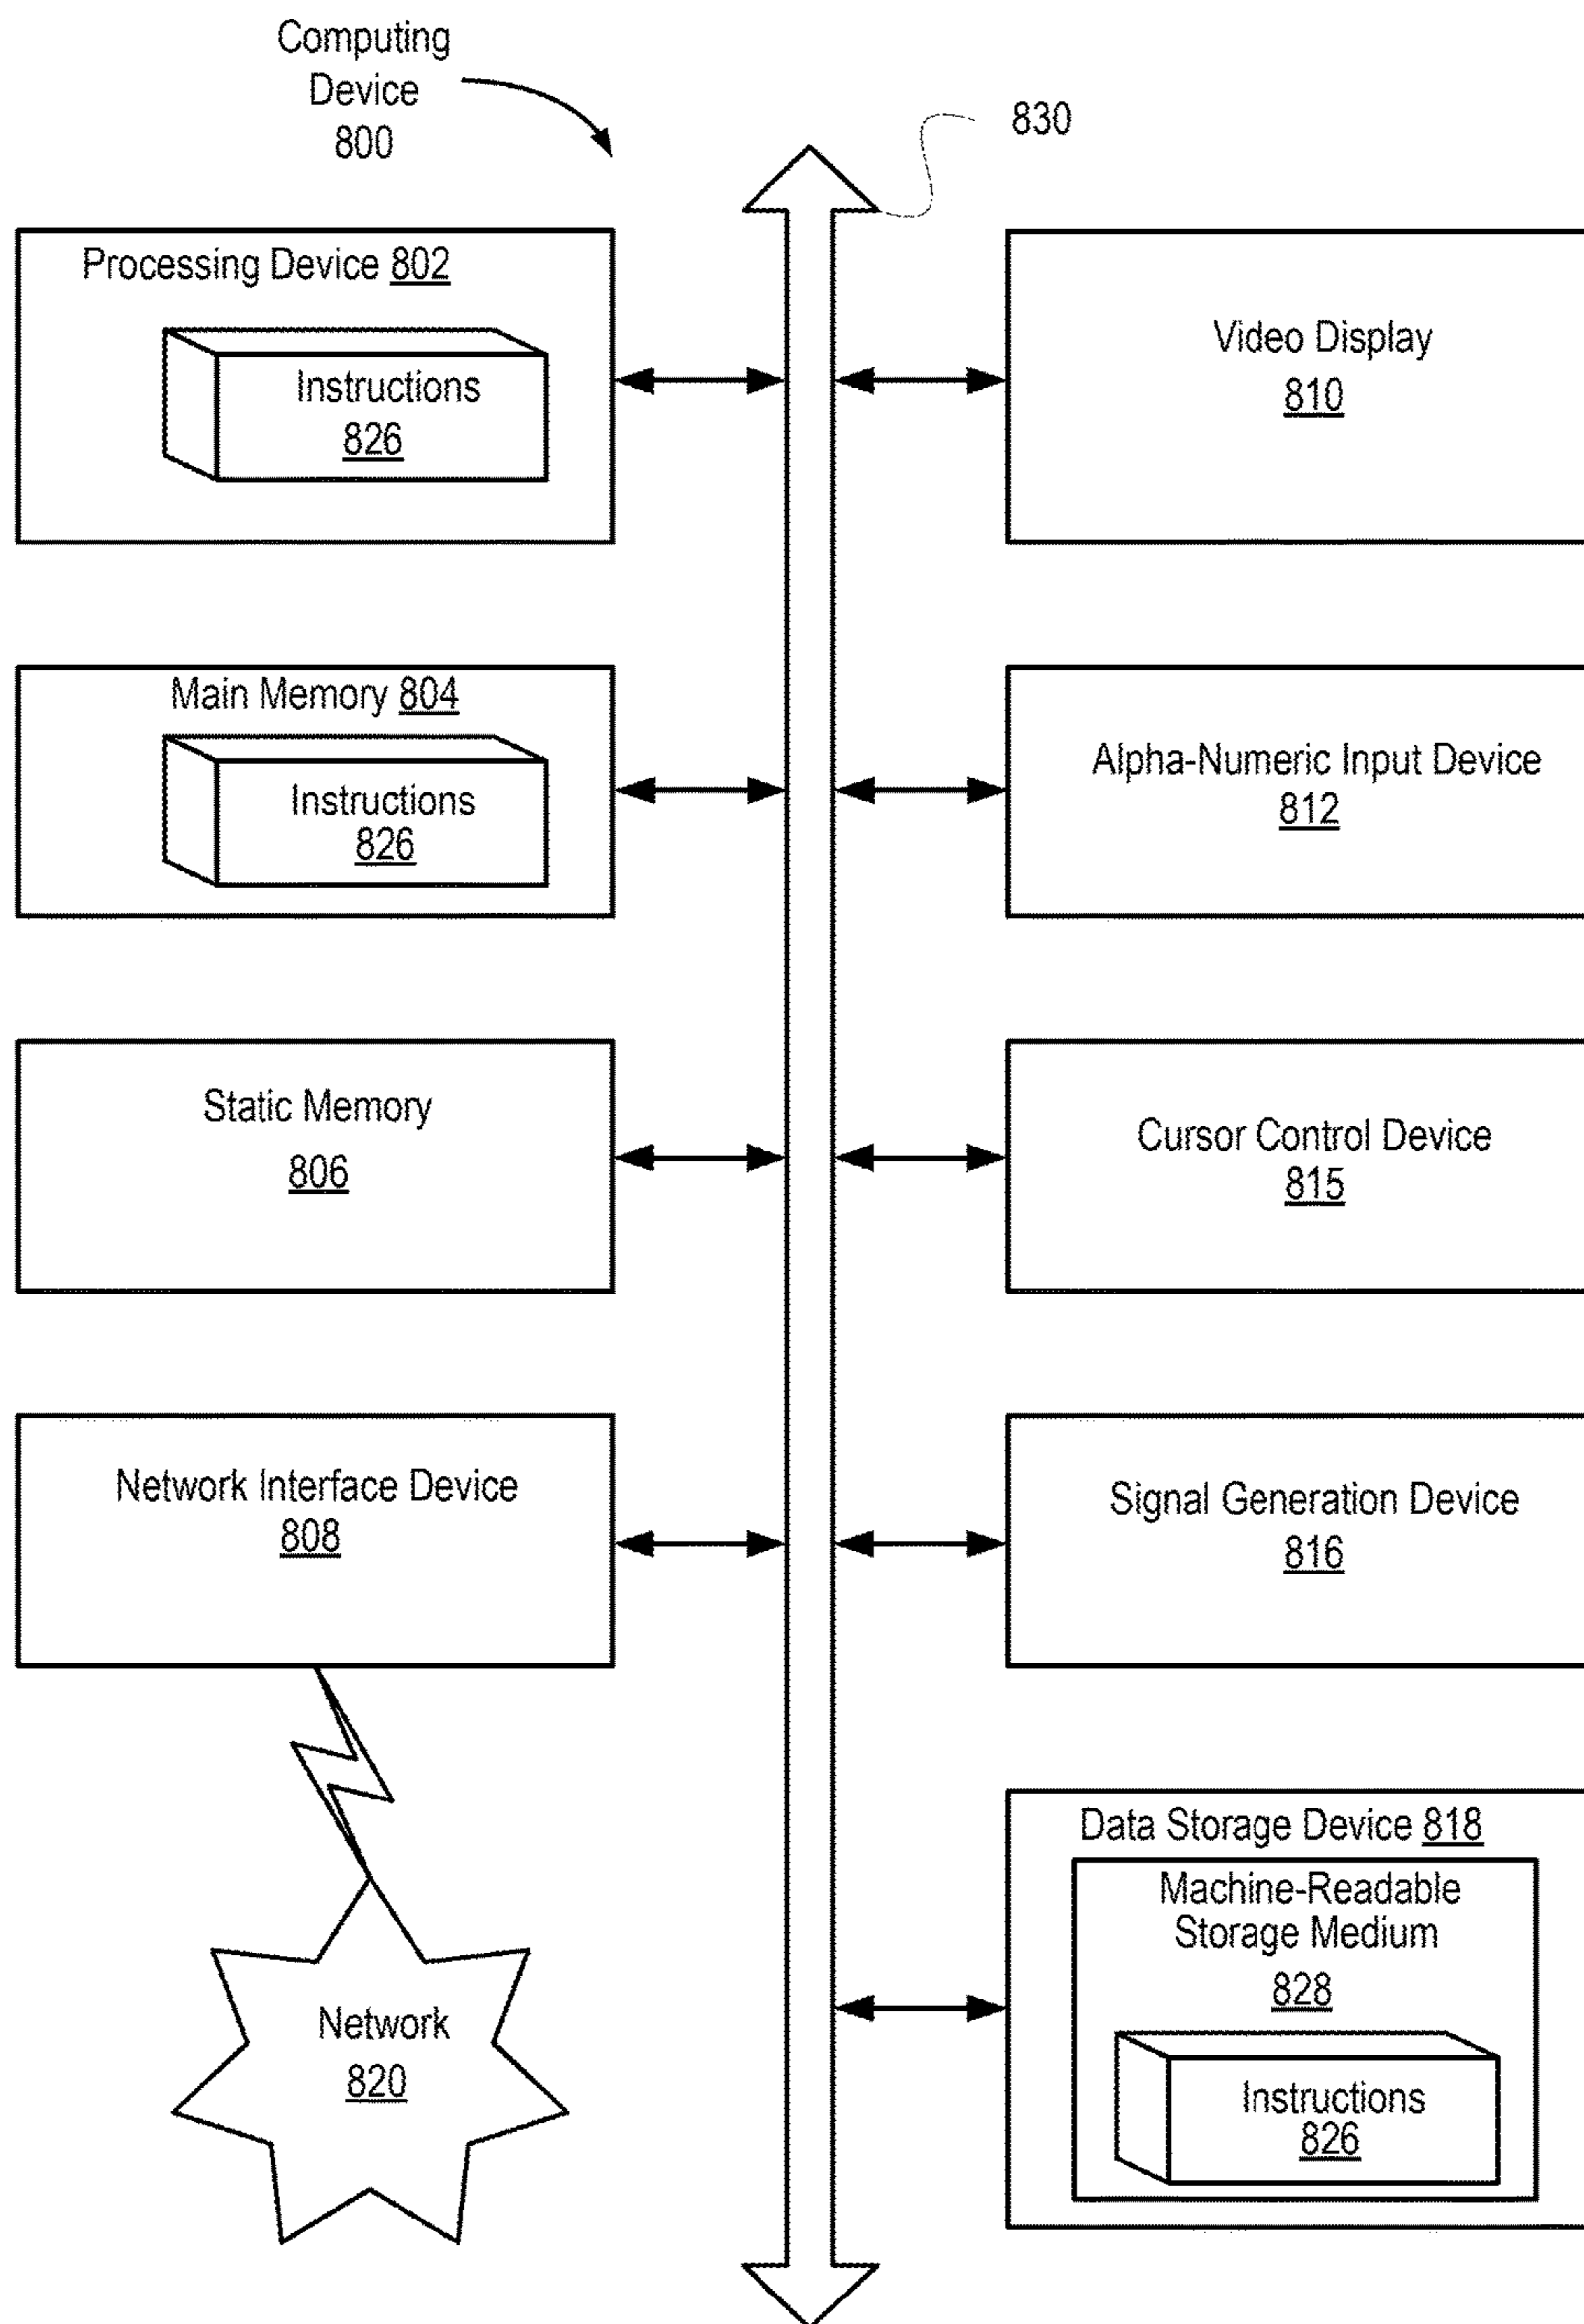 Computing
Device
800
830
Processing Device 802
Instructions
826
Video Display
810
Main Memory 804
Instructions
826
Alpha-Numeric Input Device
812
Static Memory
806
Cursor Control Device
815
Network Interface Device
808
Signal Generation Device
816
Data Storage Device 818
Machine-Readable
Storage Medium
828
Instructions
826
Network
820